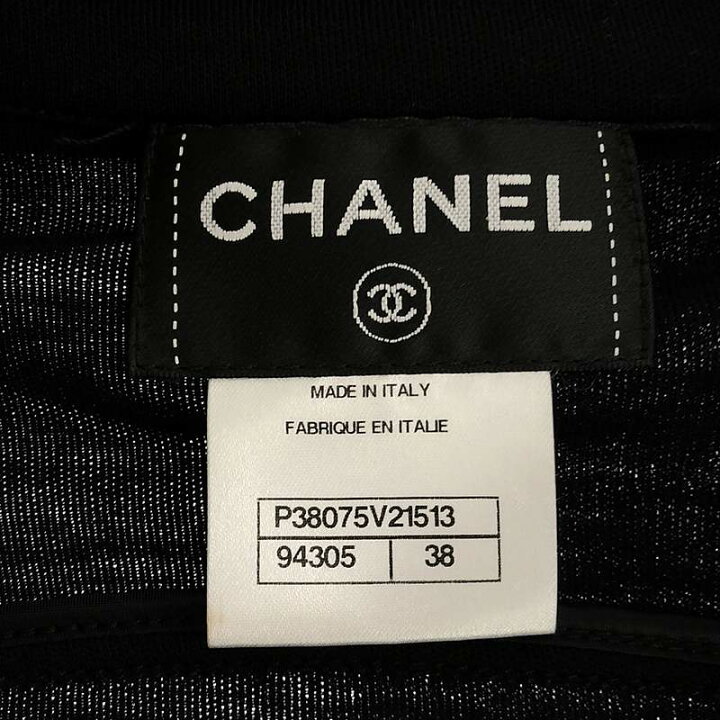 CHANEL
MADE IN ITALY
FABRIQUE EN ITALIE
P38075V21513
94305 38